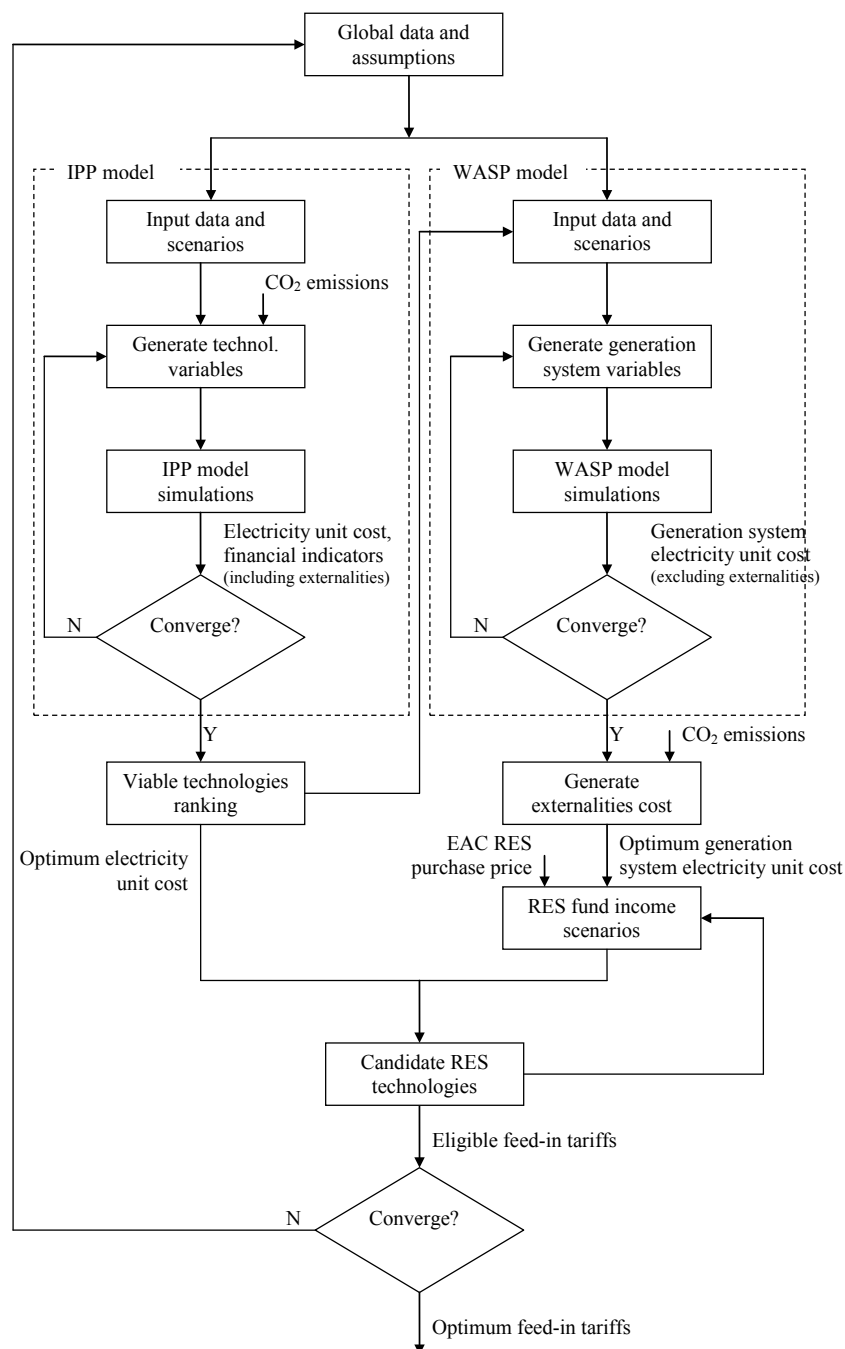 Global data and
assumptions
IPP model
WASP model
Input data and
scenarios
Input data and
scenarios
CO₂ emissions
Generate technol.
variables
Generate generation
system variables
IPP model
simulations
WASP model
simulations
Electricity unit cost,
financial indicators
(including externalities)
Generation system
electricity unit cost
(excluding externalities)
N
Converge?
N
Converge?
Y
Y
CO₂ emissions
Viable technologies
ranking
Generate
externalities cost
Optimum electricity
unit cost
EAC RES
purchase price
Optimum generation
system electricity unit cost
RES fund income
scenarios
Candidate RES
technologies
Eligible feed-in tariffs
N
Converge?
Optimum feed-in tariffs